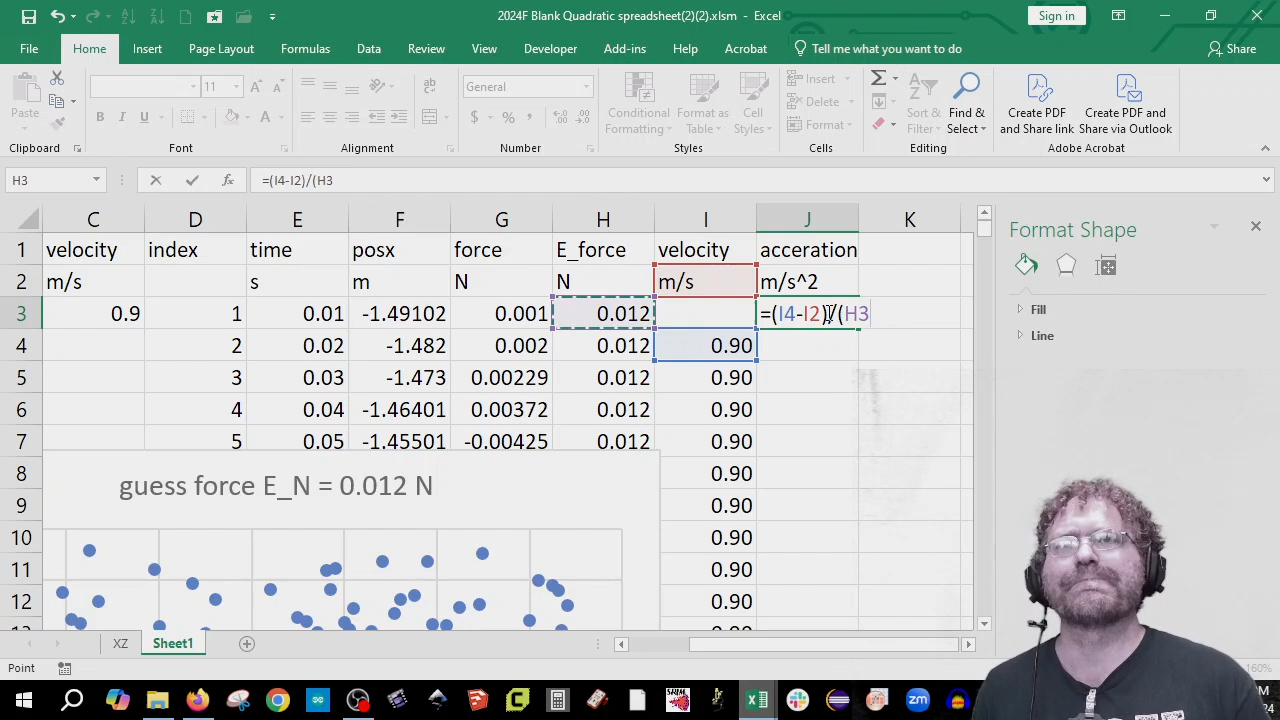 2024F Blank Quadratic spreadsheet(2)(2).xlsm - Excel
Sign in
File Home Insert Page Layout Formulas Data Review View Developer Add-ins Help Acrobat Tell me what you want to do Share
Paste
11
General
B I U
Conditional Formatting
Format as Table
Cell Styles
Insert
Delete
Format
Sort & Filter
Find & Select
Create PDF and Share link
Create PDF and Share via Outlook
Clipboard Font Alignment Number Styles Cells Editing Adobe Acrobat
H3 =(I4-I2)/(H3
C D E F G H I J K
1 velocity index time posx force E_force velocity acceration
2 m/s s m N N m/s m/s^2
3 0.9 1 0.01 -1.49102 0.001 0.012 =(I4-I2)/(H3
4 2 0.02 -1.482 0.002 0.012 0.90
5 3 0.03 -1.473 0.00229 0.012 0.90
6 4 0.04 -1.46401 0.00372 0.012 0.90
7 5 0.05 -1.45501 -0.00425 0.012 0.90
8 0.90
9 0.90
10 0.90
11 0.90
12 0.90
guess force E_N = 0.012 N
Format Shape
Fill
Line
XZ Sheet1
Point
160%
zm